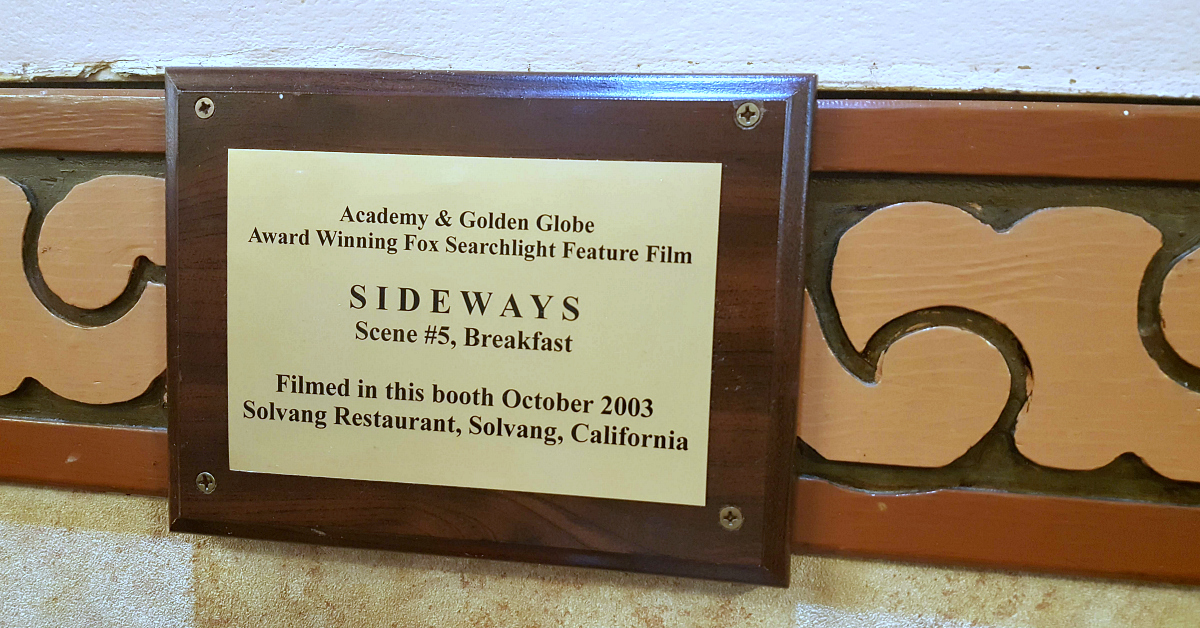 Academy & Golden Globe
Award Winning Fox Searchlight Feature Film
SIDEWAYS
Scene #5, Breakfast
Filmed in this booth October 2003
Solvang Restaurant, Solvang, California